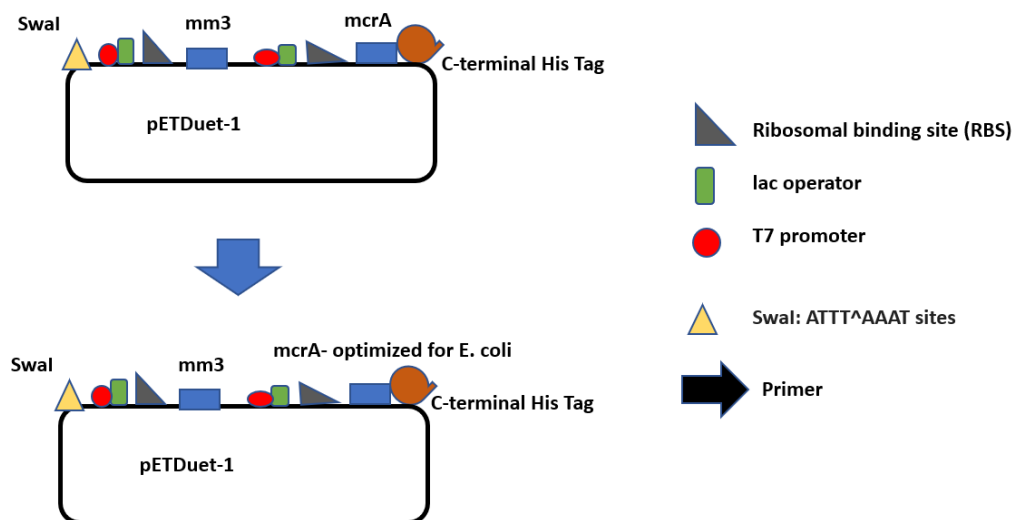 SwaI
mm3
mcrA
C-terminal His Tag
pETDuet-1
Ribosomal binding site (RBS)
lac operator
T7 promoter
SwaI: ATTT^AAAT sites
Primer
SwaI
mm3
mcrA- optimized for E. coli
C-terminal His Tag
pETDuet-1